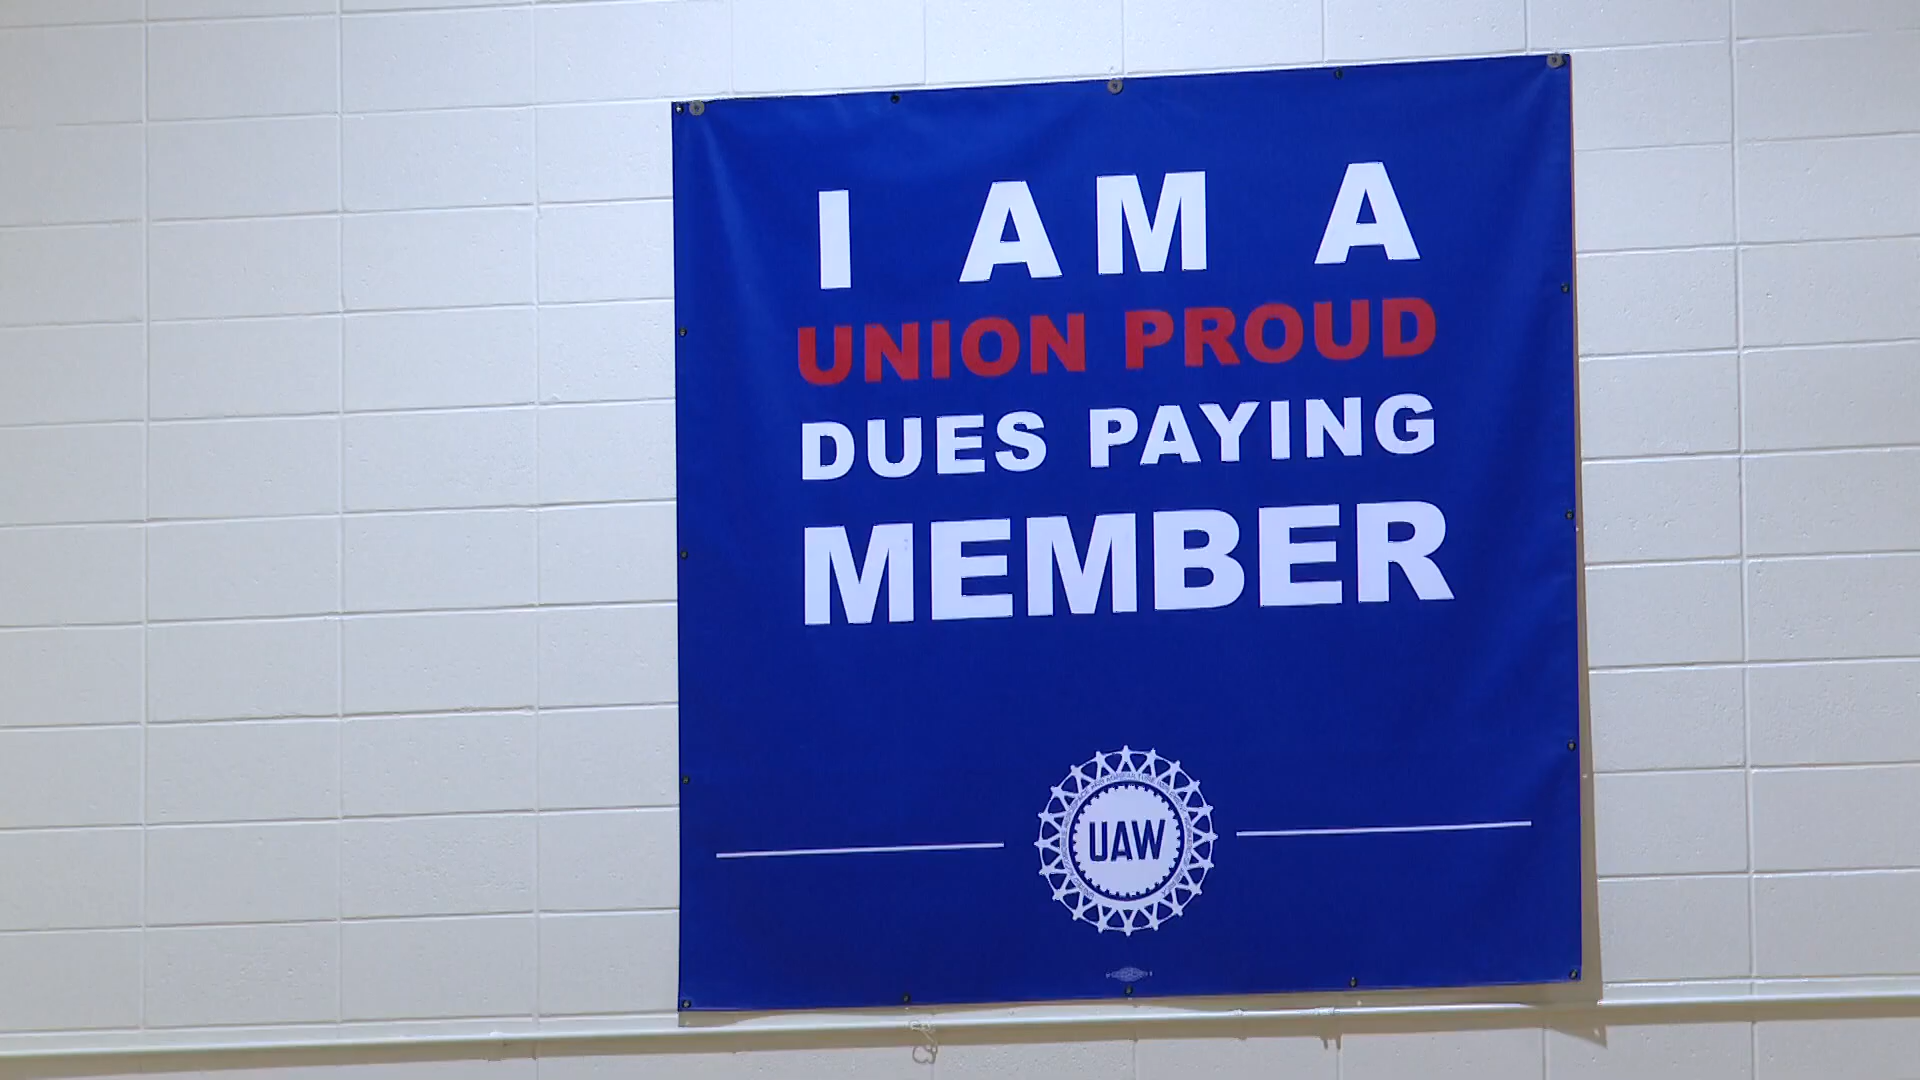 I AM A
UNION PROUD
DUES PAYING
MEMBER
UAW